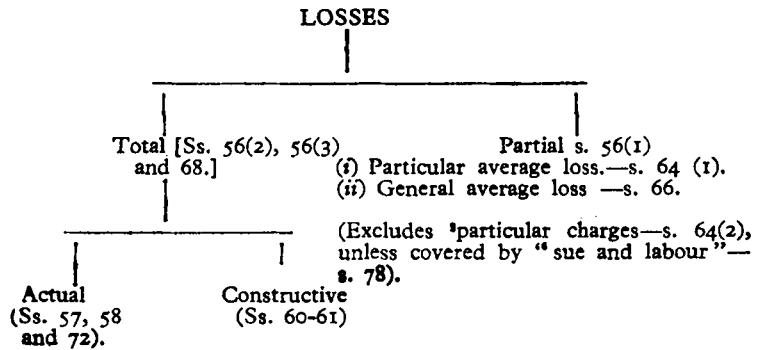 LOSSES
Total [Ss. 56(2), 56(3)
and 68.]
Partial s. 56(1)
(i) Particular average loss.—s. 64 (1).
(ii) General average loss —s. 66.
(Excludes particular charges—s. 64(2),
unless covered by "sue and labour"—
s. 78).
Actual
(Ss. 57, 58
and 72).
Constructive
(Ss. 60-61)